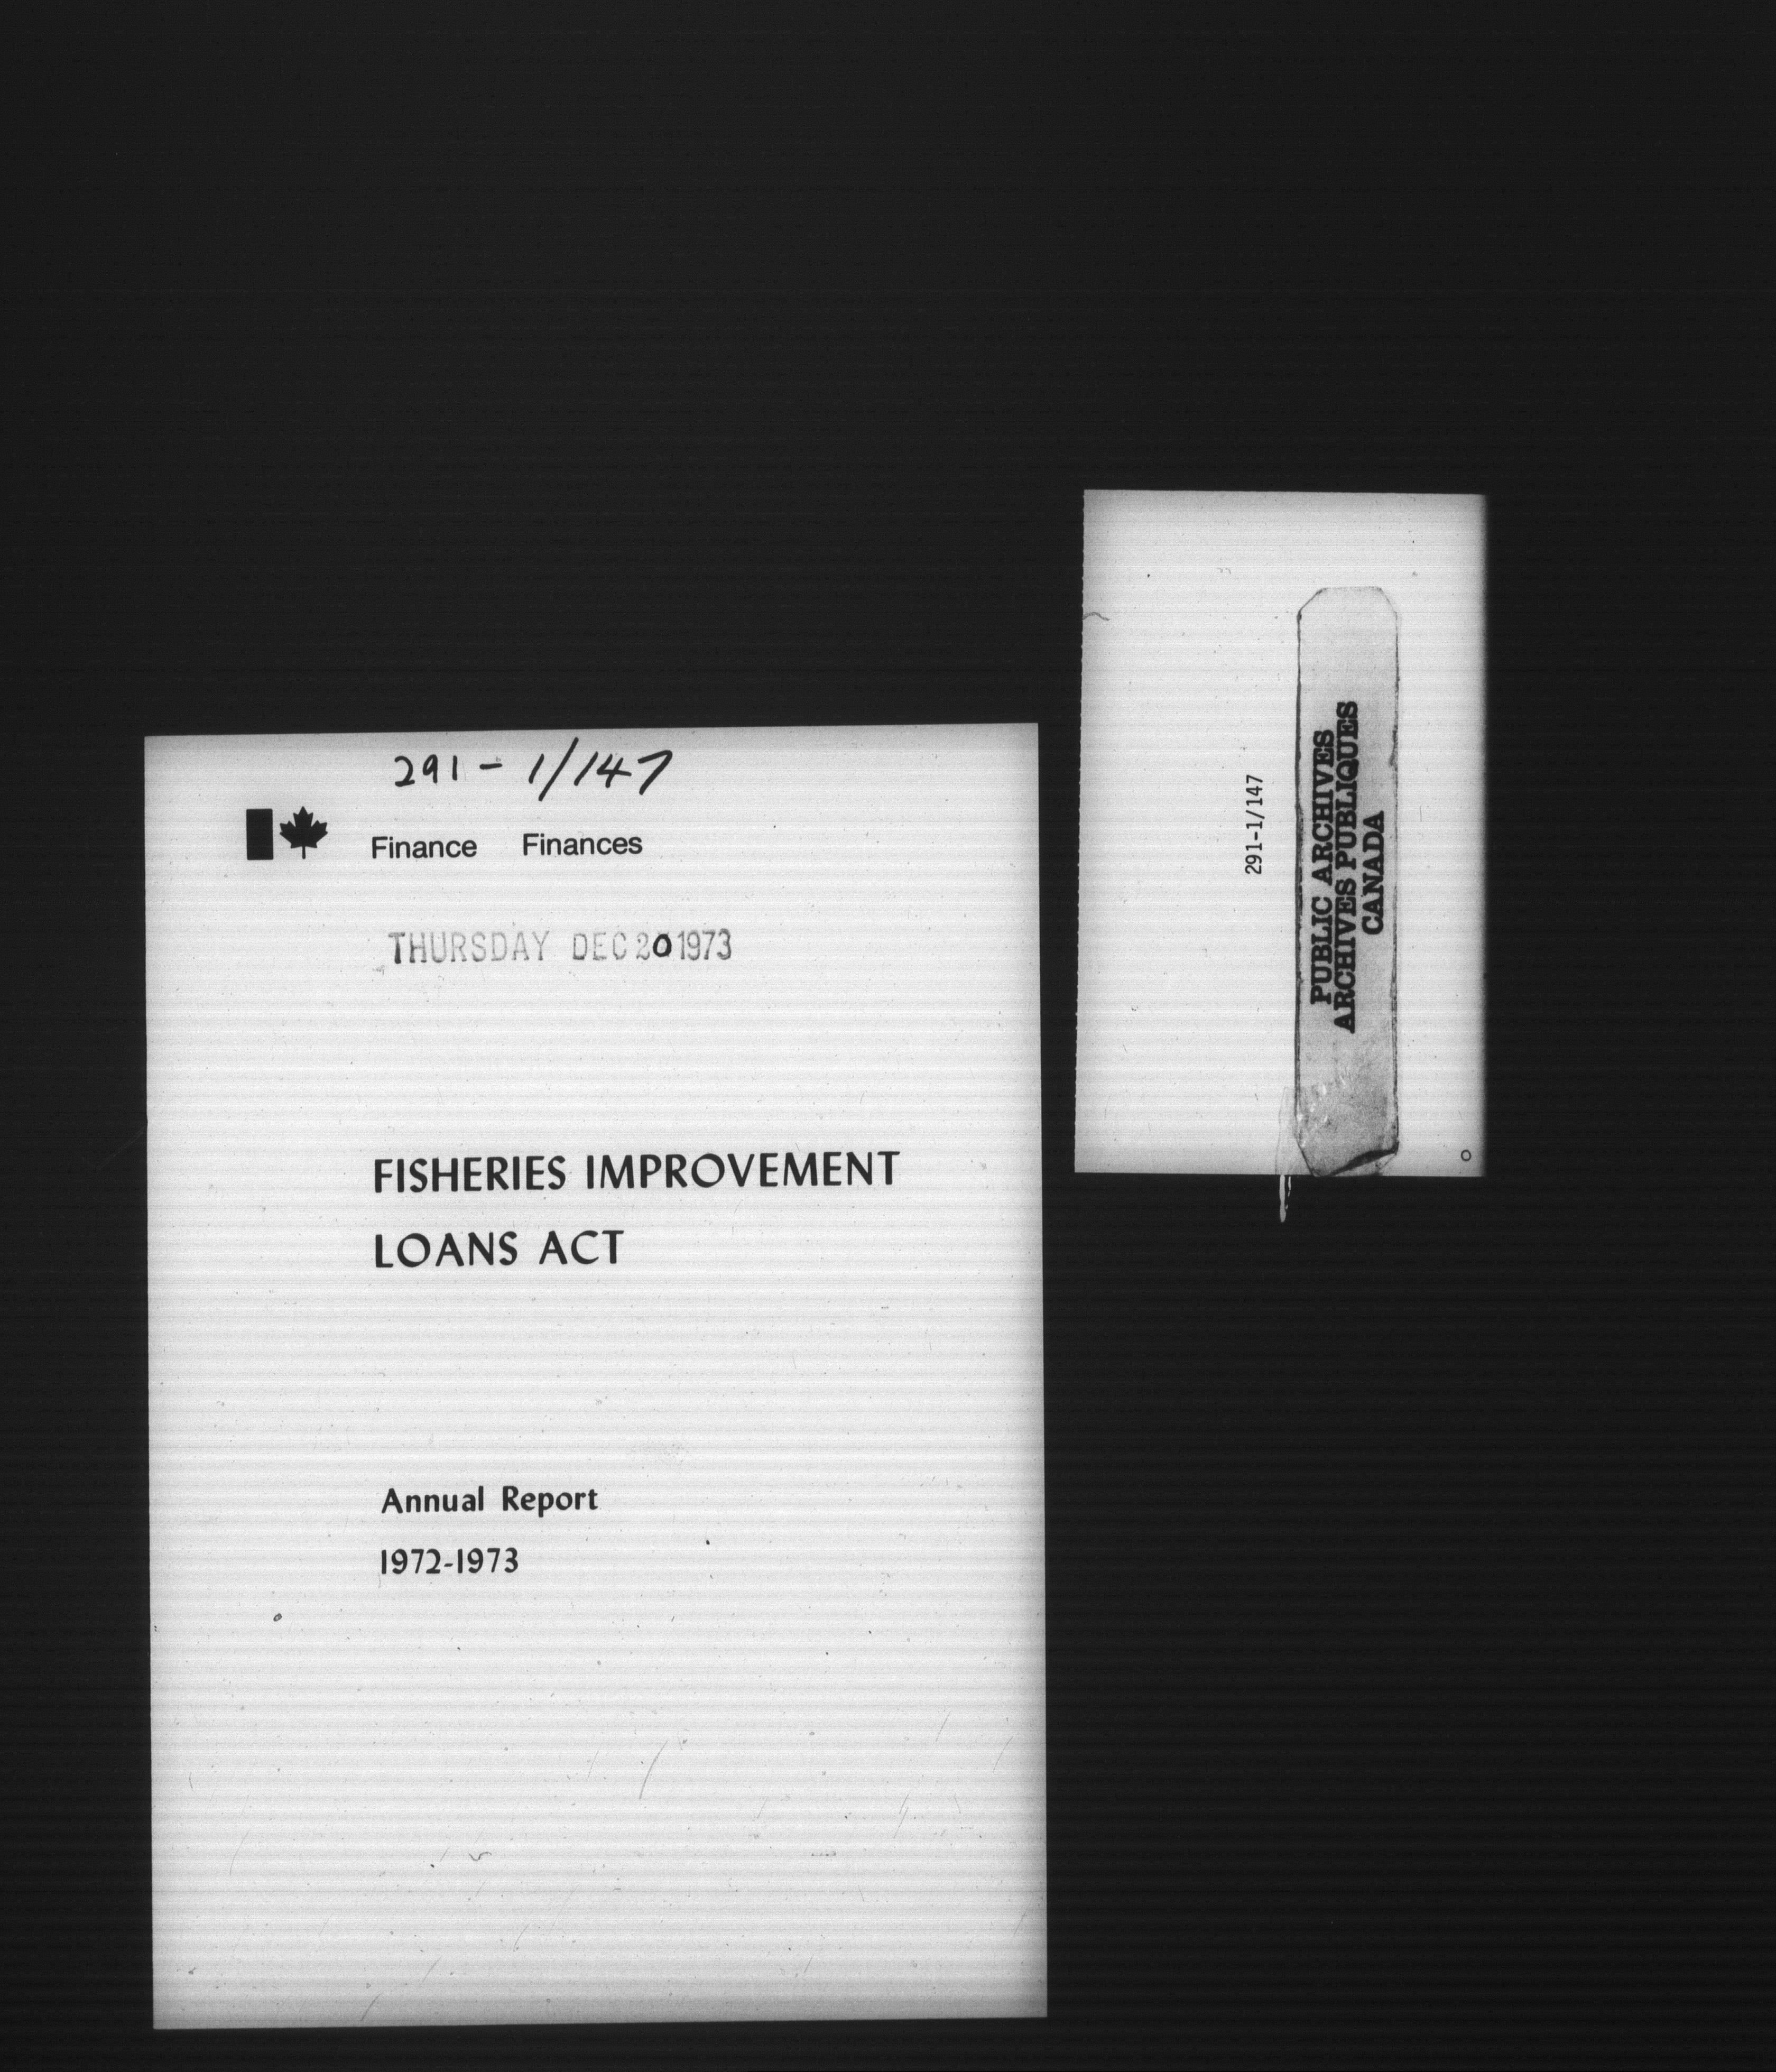 291-1/147
Finance Finances
THURSDAY DEC 20 1973
FISHERIES IMPROVEMENT
LOANS ACT
Annual Report
1972-1973
291-1/147
PUBLIC ARCHIVES
ARCHIVES PUBLIQUES
CANADA